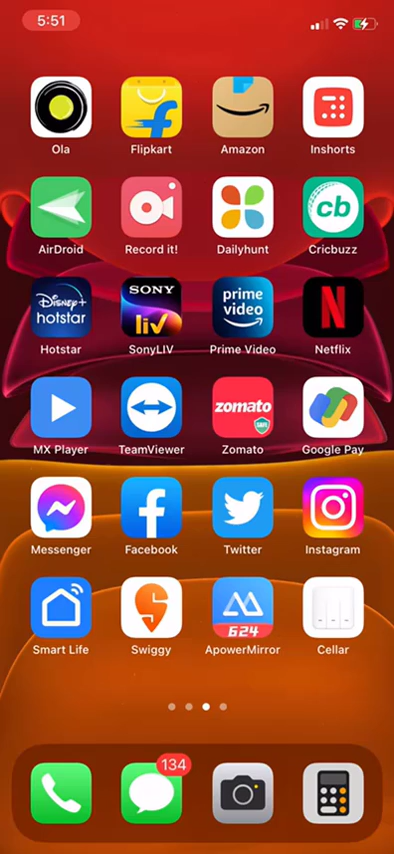 5:51
Ola
Flipkart
Amazon
Inshorts
cb
AirDroid
Record it!
Dailyhunt
Cricbuzz
Disney+
hotstar
SONY
liv
prime
video
N
Hotstar
SonyLIV
Prime Video
Netflix
zomato
SAFE
MX Player
TeamViewer
Zomato
Google Pay
f
Messenger
Facebook
Twitter
Instagram
624
Smart Life
Swiggy
ApowerMirror
Cellar
134